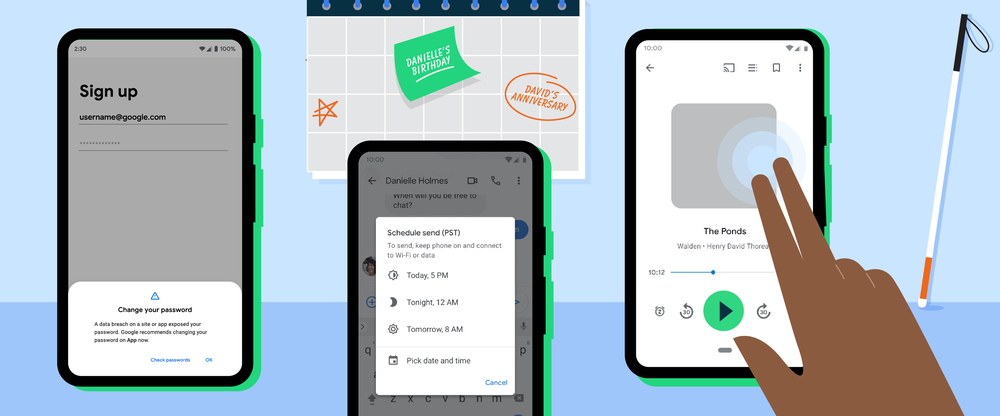 2:30
100%
Sign up
username@google.com
Change your password
A data breach on a site or app exposed your
password. Google recommends changing your
password on App now.
Check passwords
OK
DANIELLE'S
BIRTHDAY
DAVID'S
ANNIVERSARY
10:00
Danielle Holmes
When will you be free to
chat?
Schedule send (PST)
To send, keep phone on and connect
to Wi-Fi or data
Today, 5 PM
Tonight, 12 AM
Tomorrow, 8 AM
Pick date and time
Cancel
q
p
a
z x c v b n m
10:00
The Ponds
Walden • Henry David Thorea
10:12
30
30